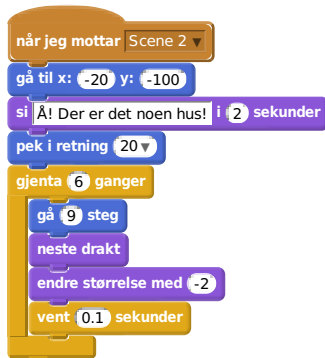 når jeg mottar Scene 2
gå til x: -20 y: -100
si Å! Der er det noen hus! i 2 sekunder
pek i retning 20
gjenta 6 ganger
gå 9 steg
neste drakt
endre størrelse med -2
vent 0.1 sekunder